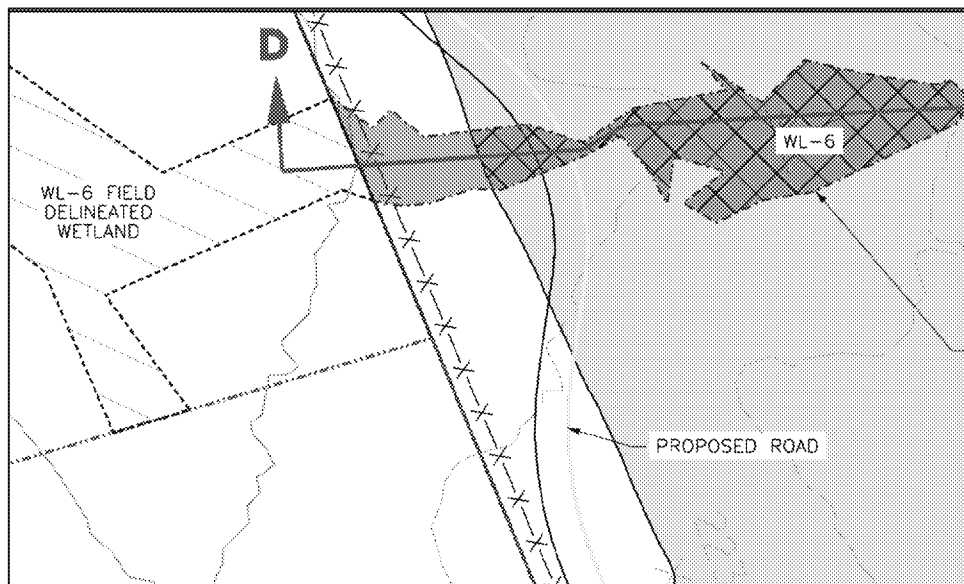 D
WL-6
WL-6 FIELD
DELINEATED
WETLAND
PROPOSED ROAD